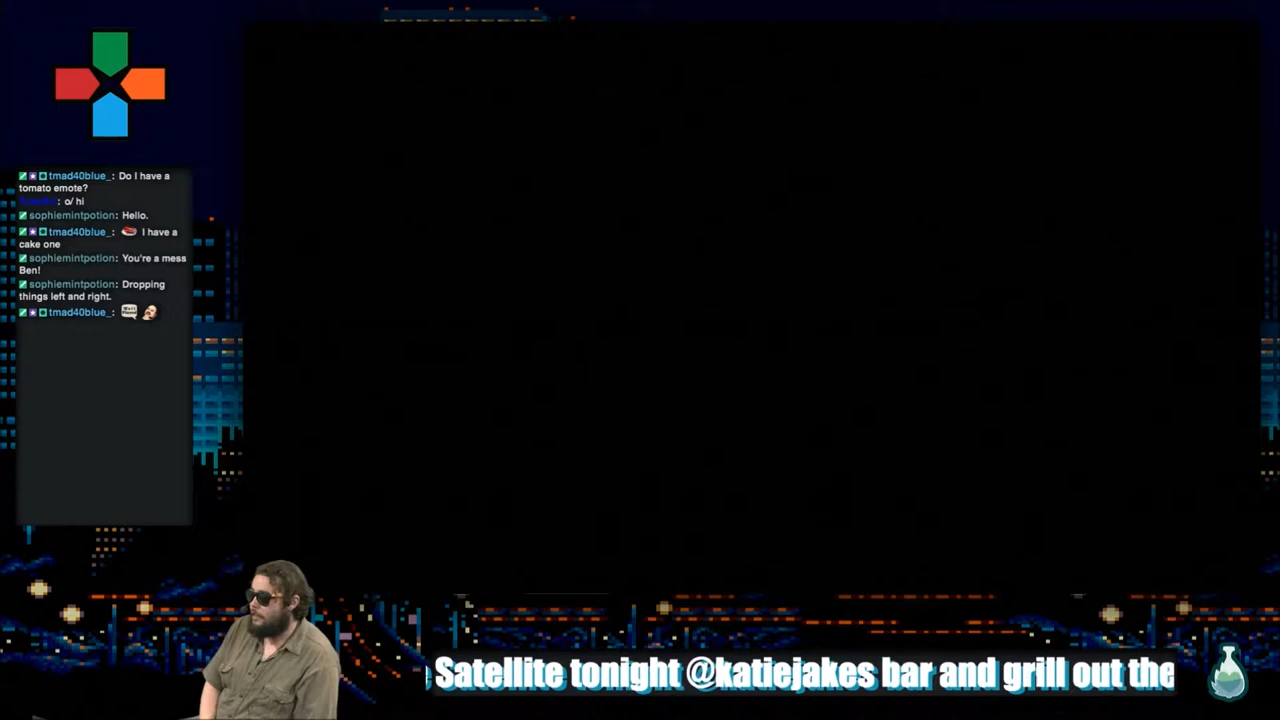 tmad40blue_: Do I have a
tomato emote?
: o/ hi
sophiemintpotion: Hello.
tmad40blue_: I have a
cake one
sophiemintpotion: You're a mess
Ben!
sophiemintpotion: Dropping
things left and right.
tmad40blue_:
Satellite tonight @katiejakes bar and grill out the